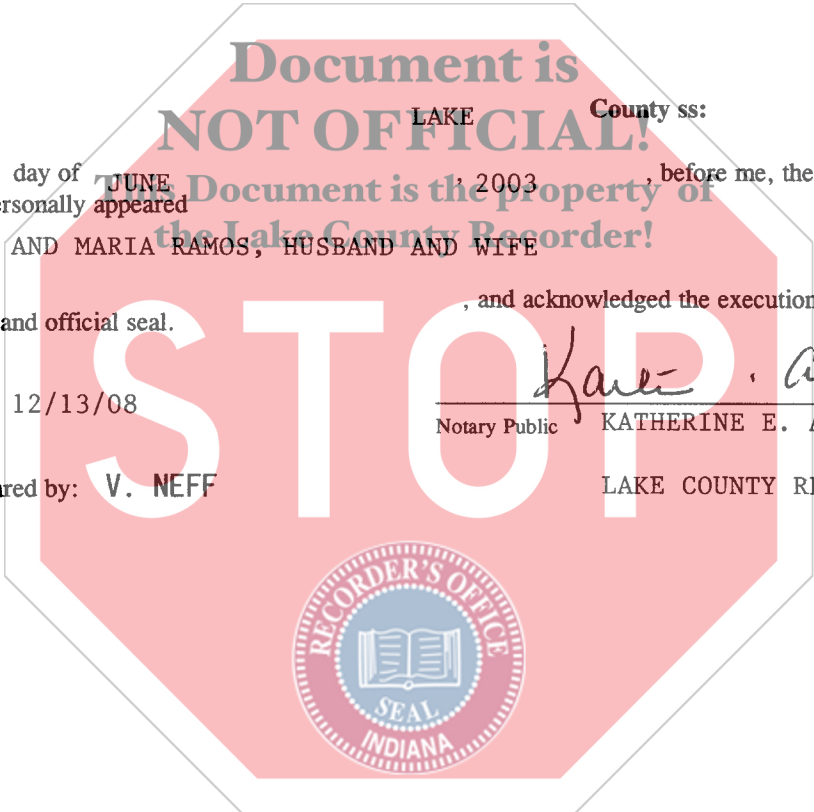 Document is
NOT OFFICIAL!
LAKE County ss:
day of JUNE , 2003 , before me, the
This Document is the property of
ersonally appeared
the Lake County Recorder!
AND MARIA RAMOS, HUSBAND AND WIFE
, and acknowledged the execution
and official seal.
STOP
12/13/08
Notary Public KATHERINE E. A
red by: V. NEFF LAKE COUNTY RE
RECORDER'S OFFICE
SEAL
INDIANA